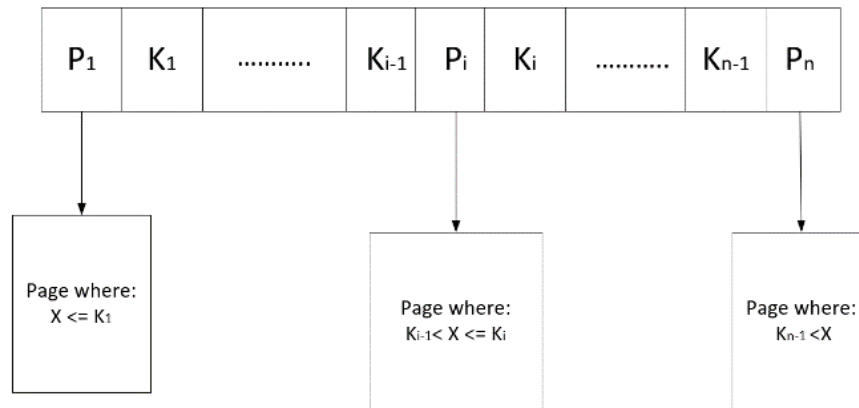 P₁ K₁ ........... Kᵢ₋₁ Pᵢ Kᵢ ........... Kₙ₋₁ Pₙ
Page where:
X <= K₁
Page where:
Kᵢ₋₁< X <= Kᵢ
Page where:
Kₙ₋₁ <X